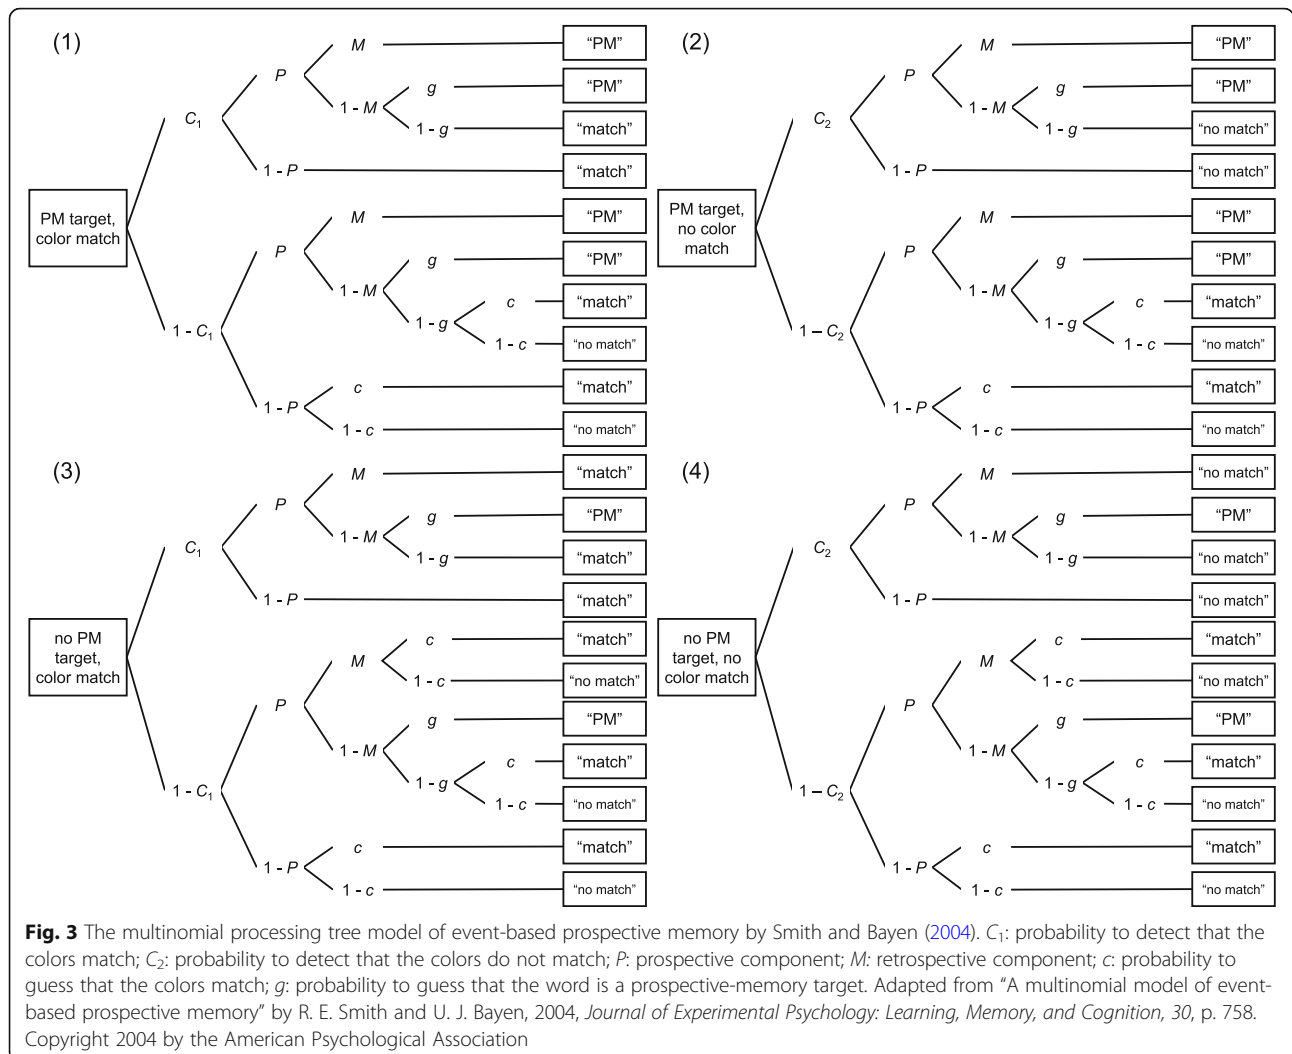 (1)
PM target,
color match
C1
P
M
"PM"
1 - M
g
"PM"
1 - g
"match"
1 - P
"match"
1 - C1
P
M
"PM"
1 - M
g
"PM"
1 - g
c
"match"
1 - c
"no match"
1 - P
c
"match"
1 - c
"no match"
(2)
PM target,
no color
match
C2
P
M
"PM"
1 - M
g
"PM"
1 - g
"no match"
1 - P
"no match"
1 – C2
P
M
"PM"
1 - M
g
"PM"
1 - g
c
"match"
1 - c
"no match"
1 - P
c
"match"
1 - c
"no match"
(3)
no PM
target,
color match
C1
P
M
"match"
1 - M
g
"PM"
1 - g
"match"
1 - P
"match"
1 - C1
P
M
c
"match"
1 - c
"no match"
1 - M
g
"PM"
1 - g
c
"match"
1 - c
"no match"
1 - P
c
"match"
1 - c
"no match"
(4)
no PM
target, no
color match
C2
P
M
"no match"
1 - M
g
"PM"
1 - g
"no match"
1 - P
"no match"
1 – C2
P
M
c
"match"
1 - c
"no match"
1 - M
g
"PM"
1 - g
c
"match"
1 - c
"no match"
1 - P
c
"match"
1 - c
"no match"
Fig. 3 The multinomial processing tree model of event-based prospective memory by Smith and Bayen (2004). C1: probability to detect that the
colors match; C2: probability to detect that the colors do not match; P: prospective component; M: retrospective component; c: probability to
guess that the colors match; g: probability to guess that the word is a prospective-memory target. Adapted from “A multinomial model of event-
based prospective memory” by R. E. Smith and U. J. Bayen, 2004, Journal of Experimental Psychology: Learning, Memory, and Cognition, 30, p. 758.
Copyright 2004 by the American Psychological Association